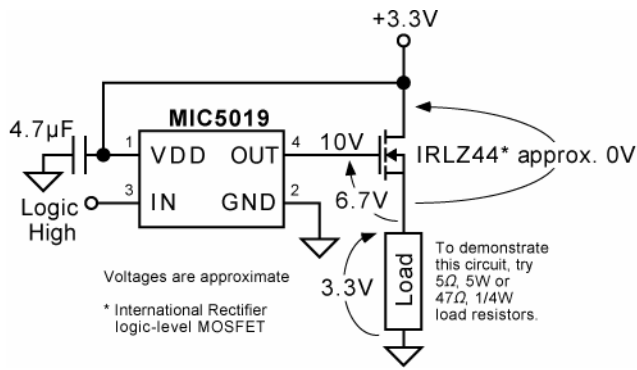 +3.3V
MIC5019
4.7µF
1
VDD
OUT
4
10V
IRLZ44* approx. 0V
3
IN
GND
2
6.7V
Logic
High
Load
3.3V
To demonstrate
this circuit, try
5Ω, 5W or
47Ω, 1/4W
load resistors.
Voltages are approximate
* International Rectifier
logic-level MOSFET